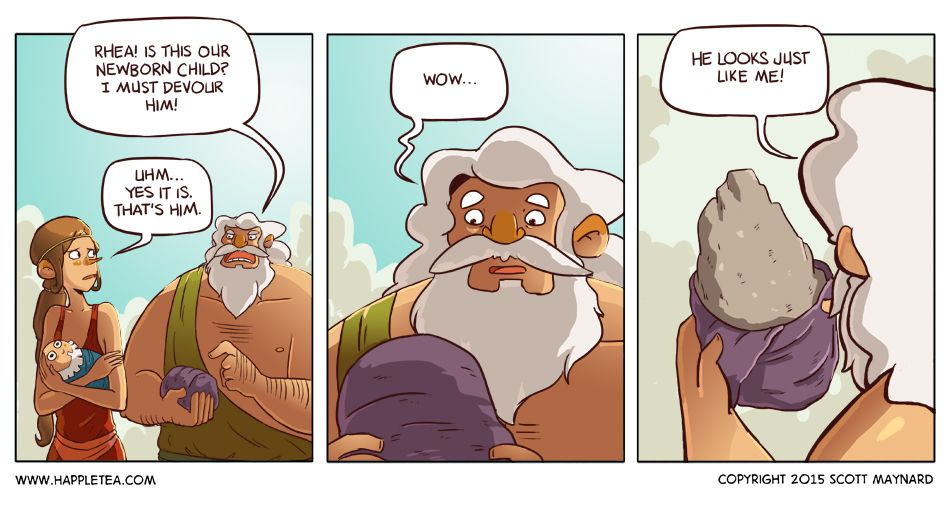 RHEA! IS THIS OUR
NEWBORN CHILD?
I MUST DEVOUR
HIM!
UHM...
YES IT IS.
THAT'S HIM.
WOW...
HE LOOKS JUST
LIKE ME!
WWW.HAPPLETEA.COM
COPYRIGHT 2015 SCOTT MAYNARD